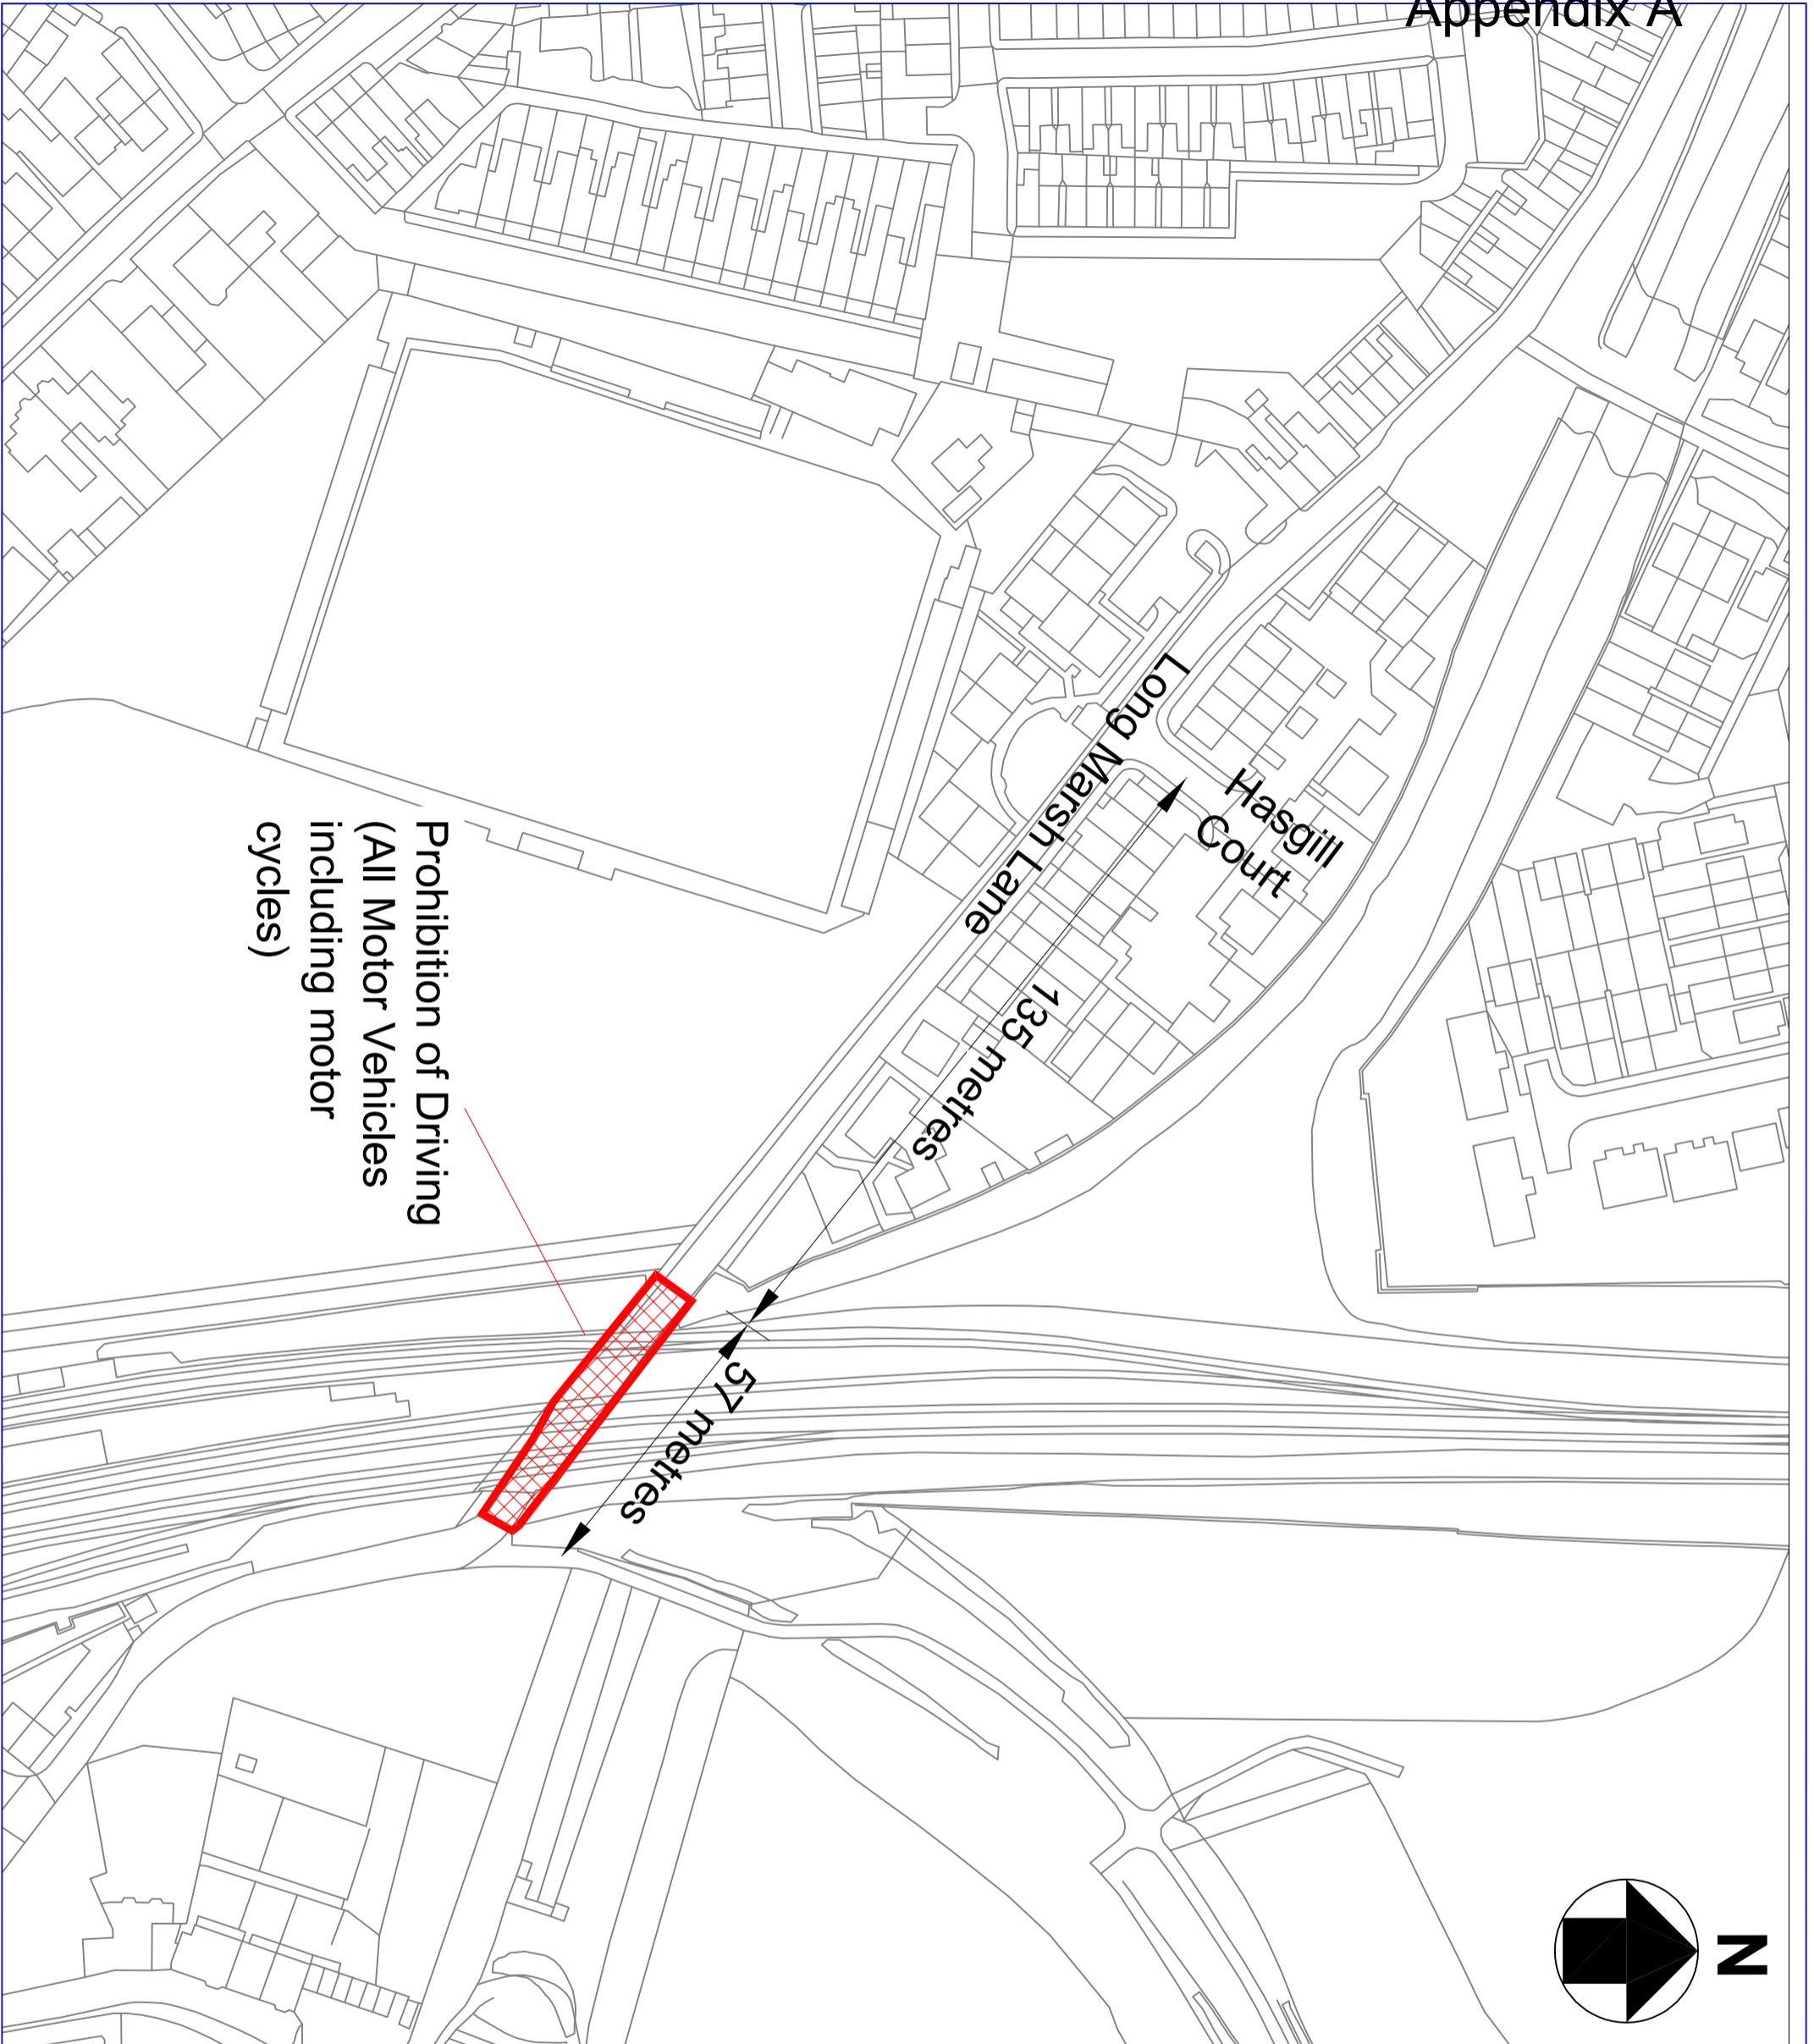 Appendix A
Long Marsh Lane
Hasgill
Court
135 metres
57 metres
Prohibition of Driving
(All Motor Vehicles
including motor
cycles)
N